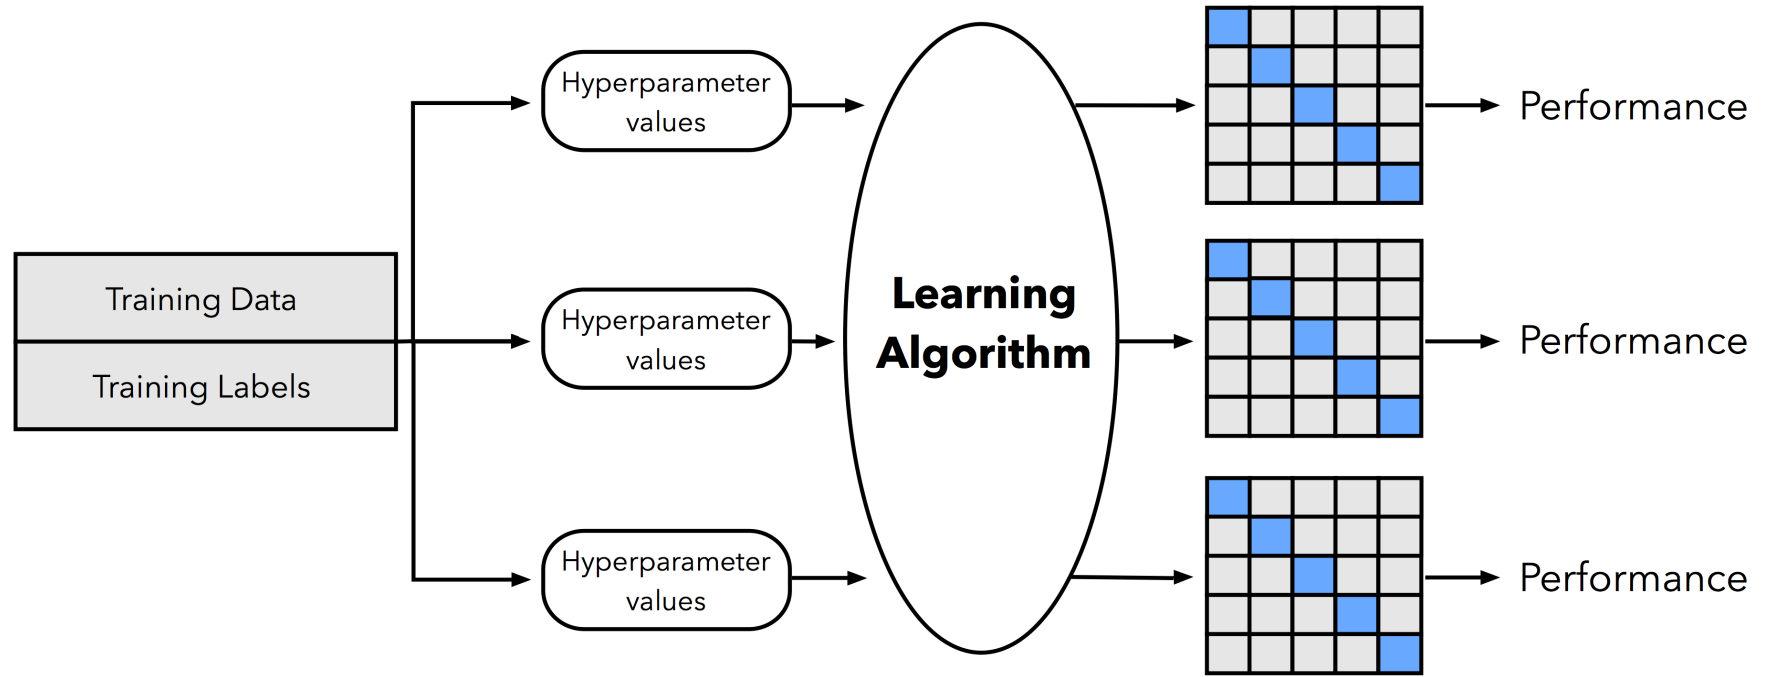 Hyperparameter
values
Performance
Training Data
Training Labels
Hyperparameter
values
Learning
Algorithm
Performance
Hyperparameter
values
Performance